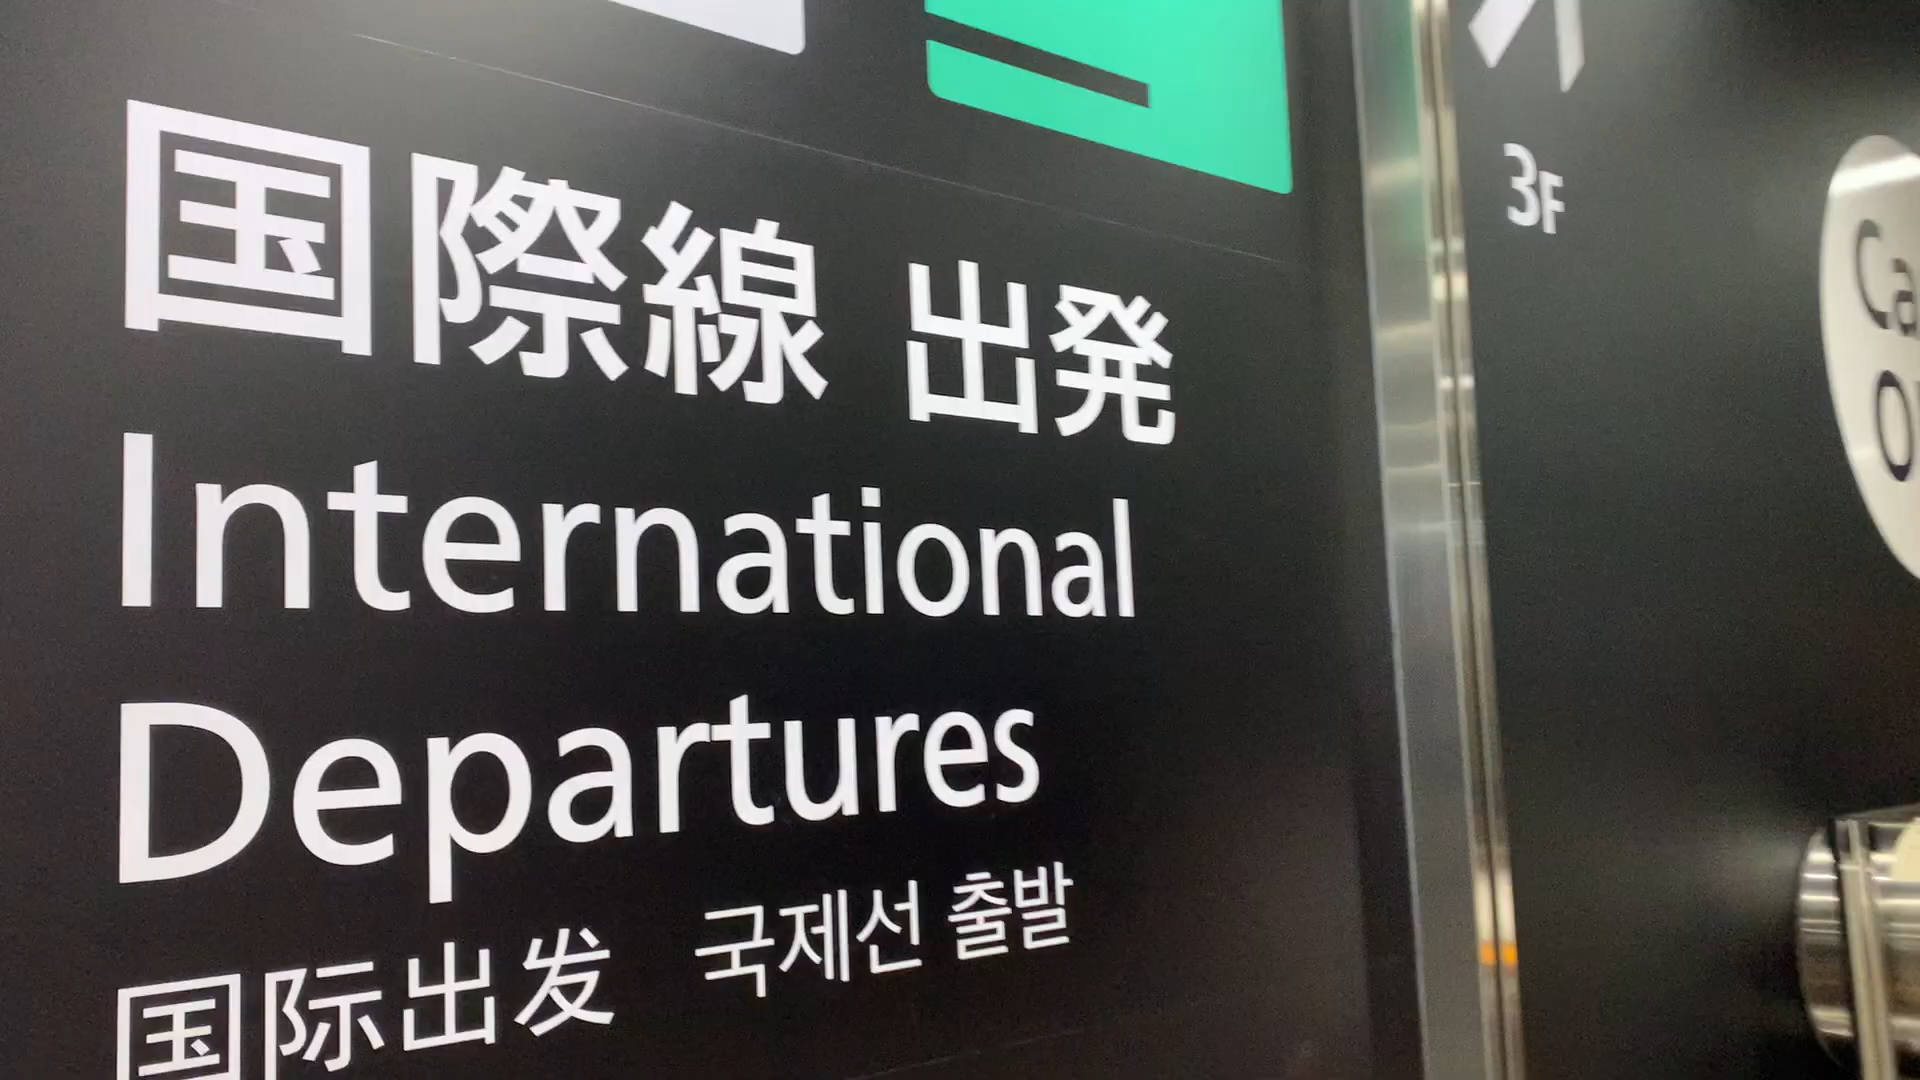 国際線 出発
International
Departures
国际出发 국제선 출발
3F